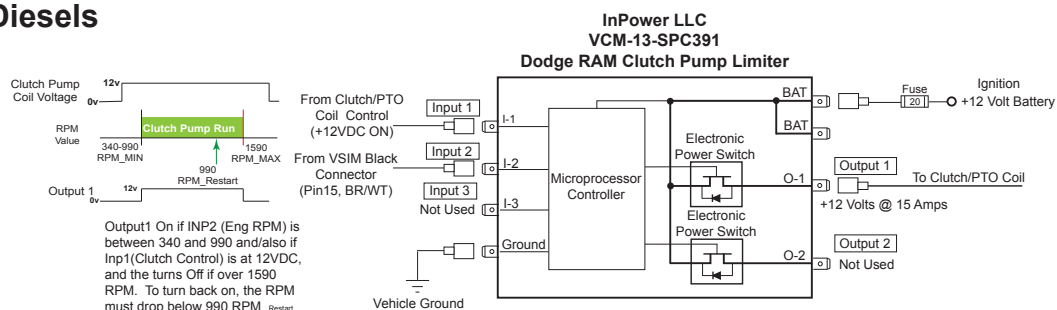 Diesels
InPower LLC
VCM-13-SPC391
Dodge RAM Clutch Pump Limiter
Clutch Pump
Coil Voltage
12v
0v
RPM
Value
Clutch Pump Run
340-990
RPM_MIN
1590
RPM_MAX
990
RPM_Restart
Output 1
12v
0v
Output1 On if INP2 (Eng RPM) is
between 340 and 990 and/also if
Inp1(Clutch Control) is at 12VDC,
and the turns Off if over 1590
RPM. To turn back on, the RPM
must drop below 990 RPM Restart
From Clutch/PTO
Coil Control
(+12VDC ON)
Input 1
I-1
From VSIM Black
Connector
(Pin15, BR/WT)
Input 2
I-2
Input 3
Not Used
I-3
Ground
Vehicle Ground
Microprocessor
Controller
Electronic
Power Switch
Electronic
Power Switch
BAT
BAT
Fuse
20
Ignition
+12 Volt Battery
Output 1
O-1
To Clutch/PTO Coil
+12 Volts @ 15 Amps
Output 2
O-2
Not Used